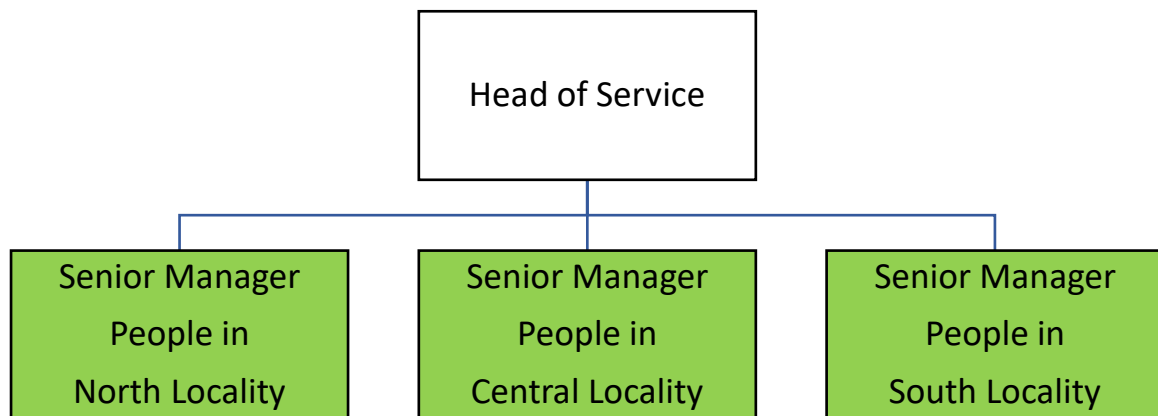 Head of Service
Senior Manager
People in
North Locality
Senior Manager
People in
Central Locality
Senior Manager
People in
South Locality